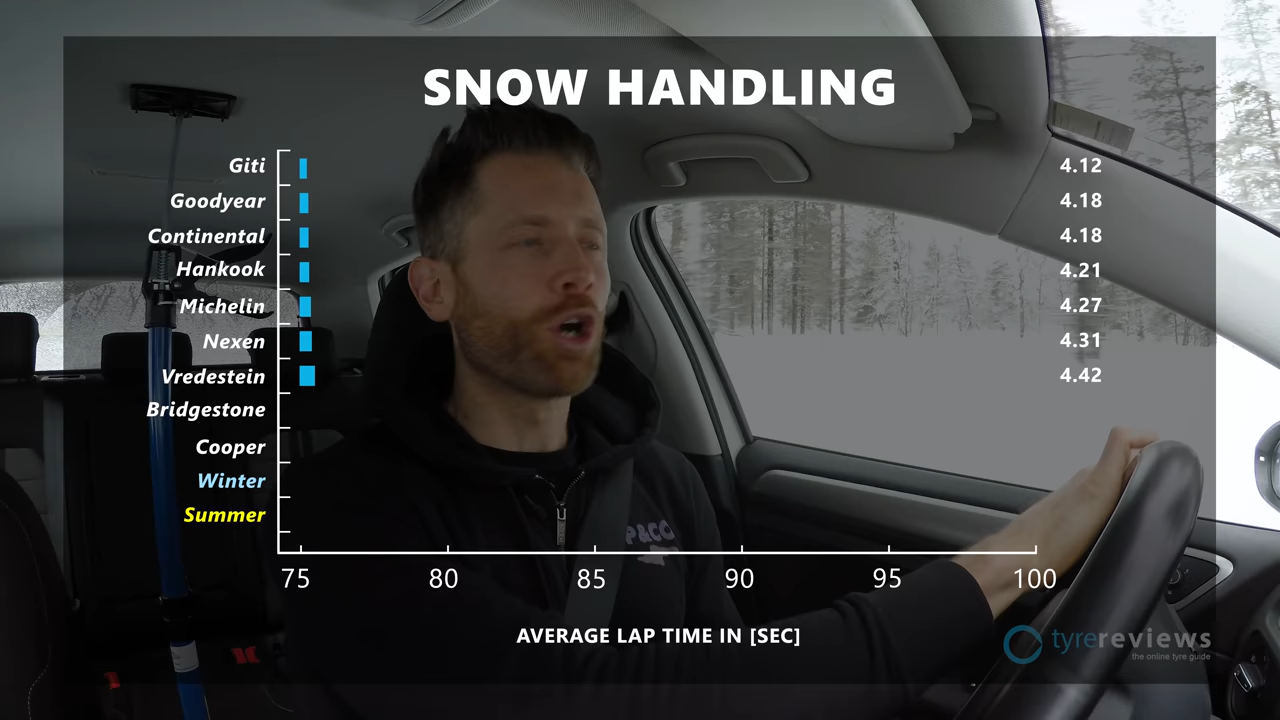 SNOW HANDLING
Giti 4.12
Goodyear 4.18
Continental 4.18
Hankook 4.21
Michelin 4.27
Nexen 4.31
Vredestein 4.42
Bridgestone
Cooper
Winter
Summer
75 80 85 90 95 100
AVERAGE LAP TIME IN [SEC]
P&CO
tyrereviews
the online tyre guide